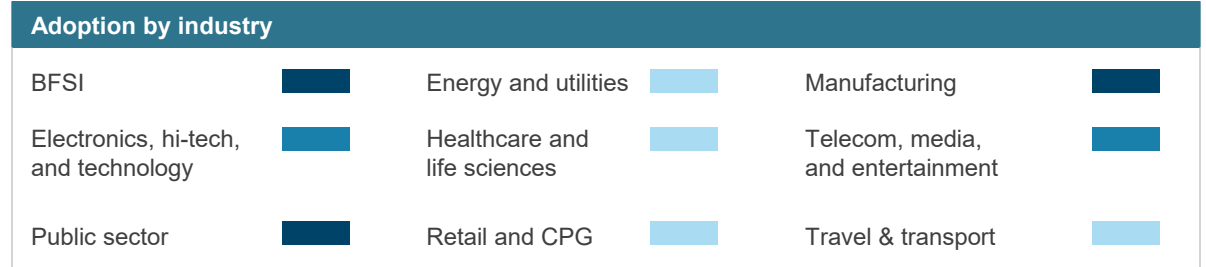 Adoption by industry
BFSI
Energy and utilities
Manufacturing
Electronics, hi-tech,
and technology
Healthcare and
life sciences
Telecom, media,
and entertainment
Public sector
Retail and CPG
Travel & transport